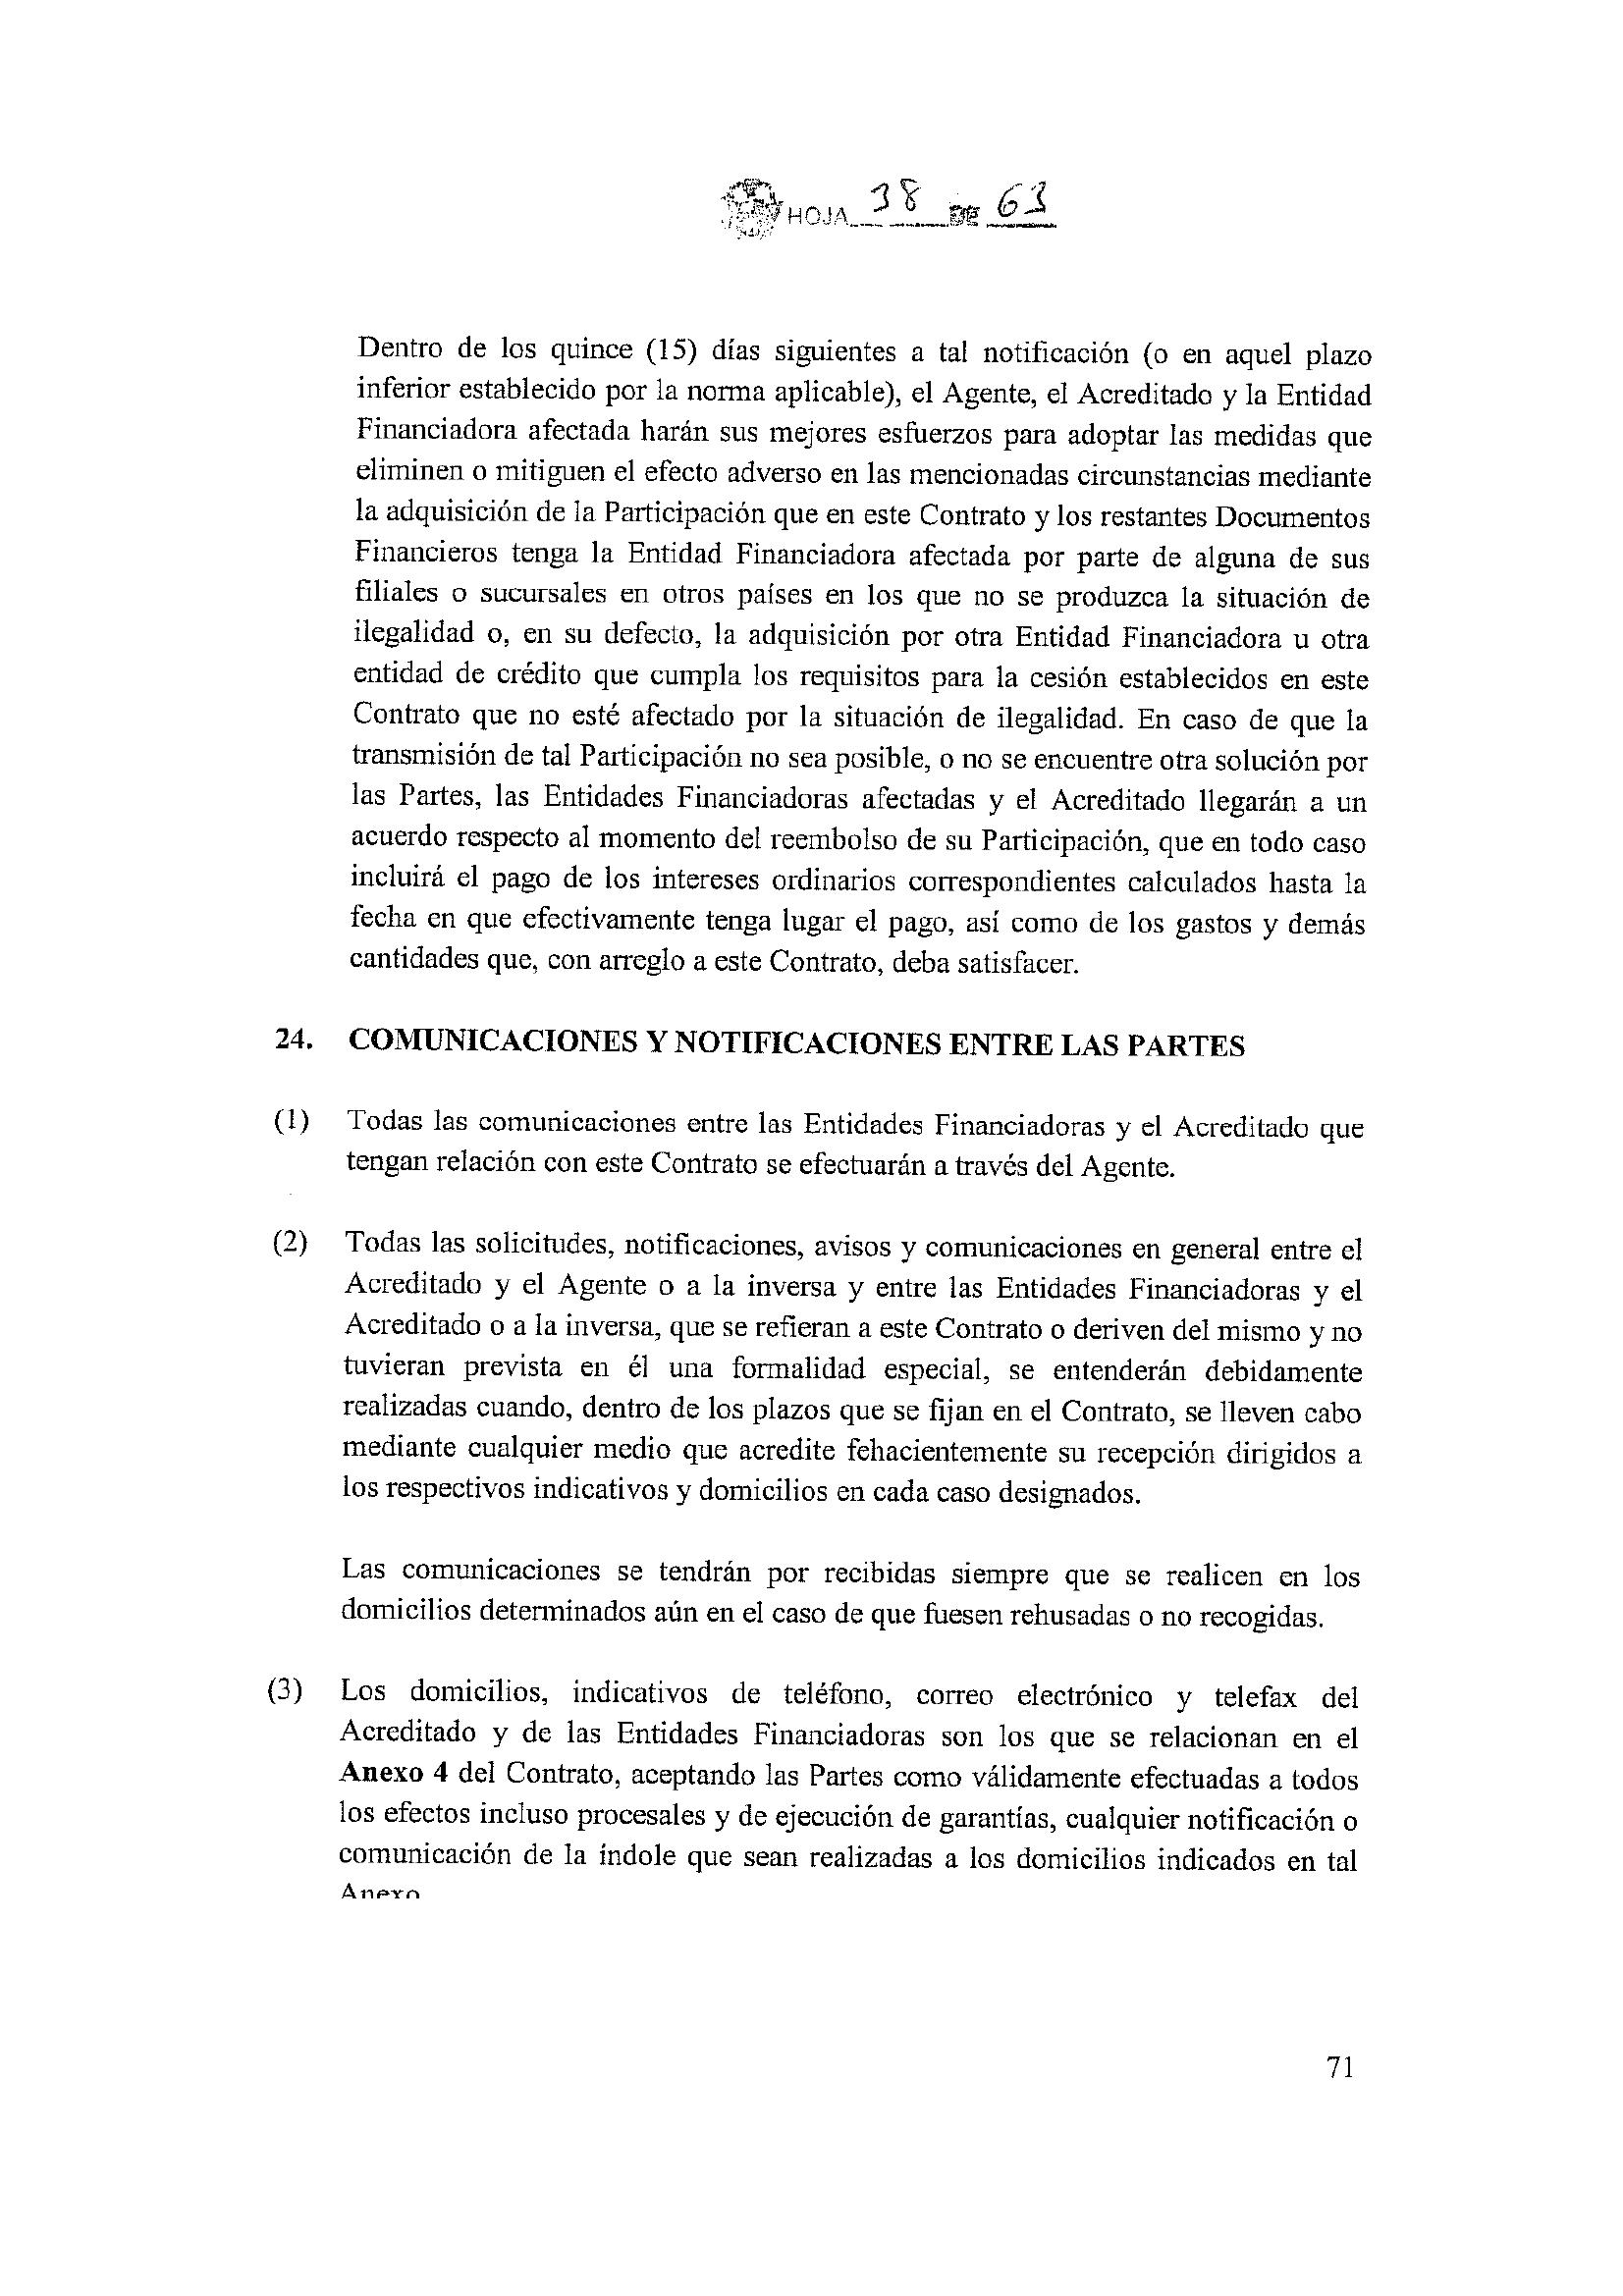 HOJA 38 DE 63
Dentro de los quince (15) días siguientes a tal notificación (o en aquel plazo
inferior establecido por la norma aplicable), el Agente, el Acreditado y la Entidad
Financiadora afectada harán sus mejores esfuerzos para adoptar las medidas que
eliminen o mitiguen el efecto adverso en las mencionadas circunstancias mediante
la adquisición de la Participación que en este Contrato y los restantes Documentos
Financieros tenga la Entidad Financiadora afectada por parte de alguna de sus
filiales o sucursales en otros países en los que no se produzca la situación de
ilegalidad o, en su defecto, la adquisición por otra Entidad Financiadora u otra
entidad de crédito que cumpla los requisitos para la cesión establecidos en este
Contrato que no esté afectado por la situación de ilegalidad. En caso de que la
transmisión de tal Participación no sea posible, o no se encuentre otra solución por
las Partes, las Entidades Financiadoras afectadas y el Acreditado llegarán a un
acuerdo respecto al momento del reembolso de su Participación, que en todo caso
incluirá el pago de los intereses ordinarios correspondientes calculados hasta la
fecha en que efectivamente tenga lugar el pago, así como de los gastos y demás
cantidades que, con arreglo a este Contrato, deba satisfacer.
24. COMUNICACIONES Y NOTIFICACIONES ENTRE LAS PARTES
(1) Todas las comunicaciones entre las Entidades Financiadoras y el Acreditado que
tengan relación con este Contrato se efectuarán a través del Agente.
(2) Todas las solicitudes, notificaciones, avisos y comunicaciones en general entre el
Acreditado y el Agente o a la inversa y entre las Entidades Financiadoras y el
Acreditado o a la inversa, que se refieran a este Contrato o deriven del mismo y no
tuvieran prevista en él una formalidad especial, se entenderán debidamente
realizadas cuando, dentro de los plazos que se fijan en el Contrato, se lleven cabo
mediante cualquier medio que acredite fehacientemente su recepción dirigidos a
los respectivos indicativos y domicilios en cada caso designados.
Las comunicaciones se tendrán por recibidas siempre que se realicen en los
domicilios determinados aún en el caso de que fuesen rehusadas o no recogidas.
(3) Los domicilios, indicativos de teléfono, correo electrónico y telefax del
Acreditado y de las Entidades Financiadoras son los que se relacionan en el
Anexo 4 del Contrato, aceptando las Partes como válidamente efectuadas a todos
los efectos incluso procesales y de ejecución de garantías, cualquier notificación o
comunicación de la índole que sean realizadas a los domicilios indicados en tal
Anexo
71